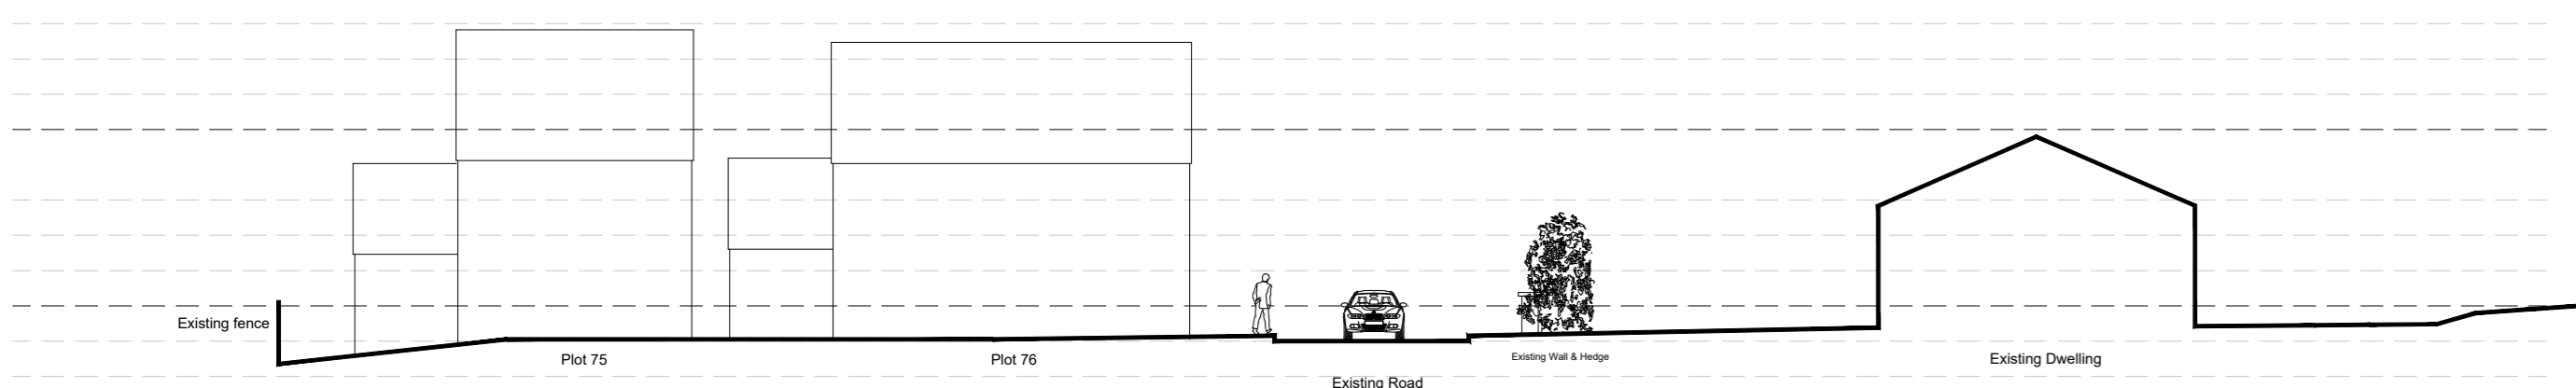 Existing fence
Plot 75
Plot 76
Existing Road
Existing Wall & Hedge
Existing Dwelling